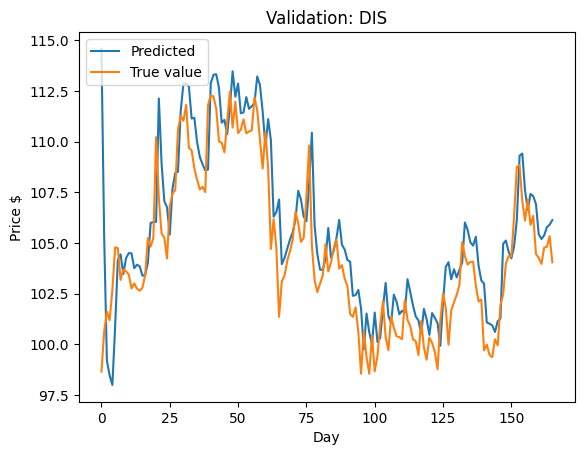 Validation: DIS
Predicted
True value
Price $
115.0
112.5
110.0
107.5
105.0
102.5
100.0
97.5
0 25 50 75 100 125 150
Day